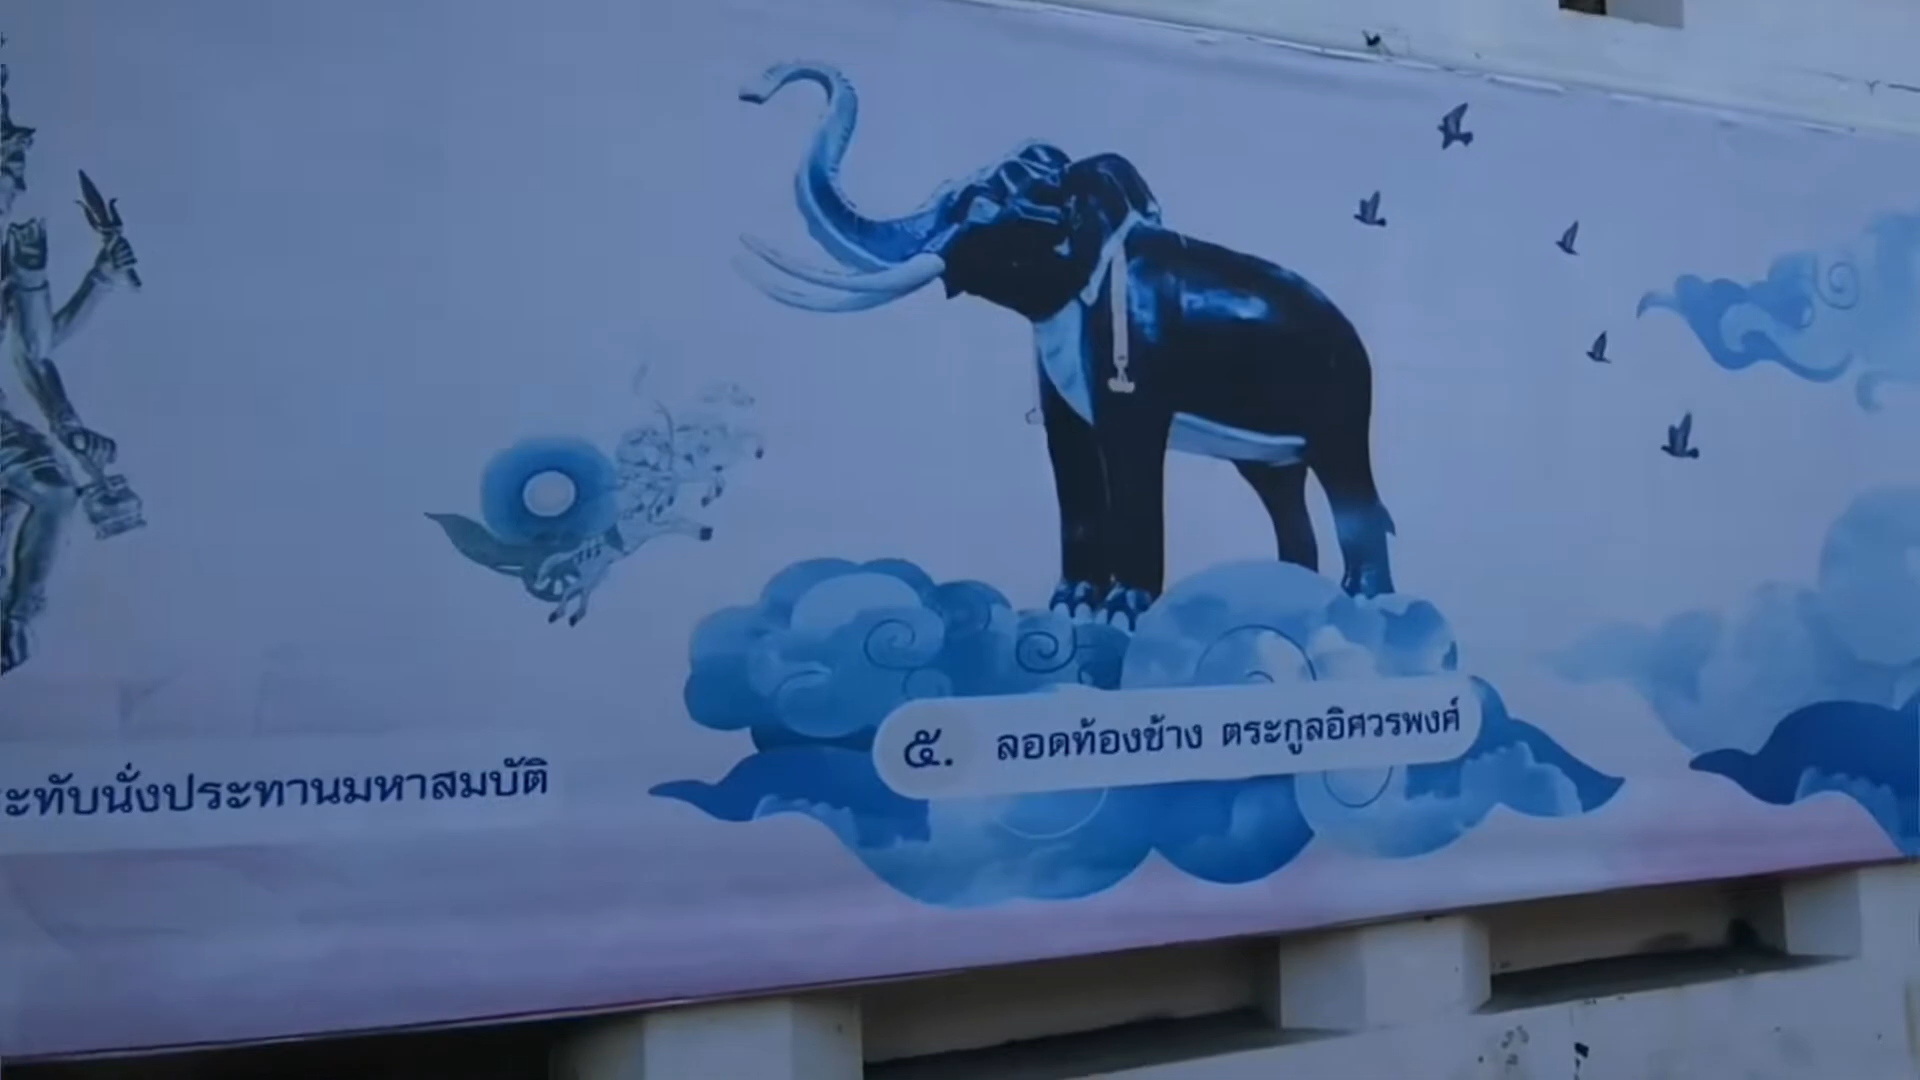 ะทับนั่งประทานมหาสมบัติ
๕. ลอดท้องช้าง ตระกูลอิศวรพงศ์